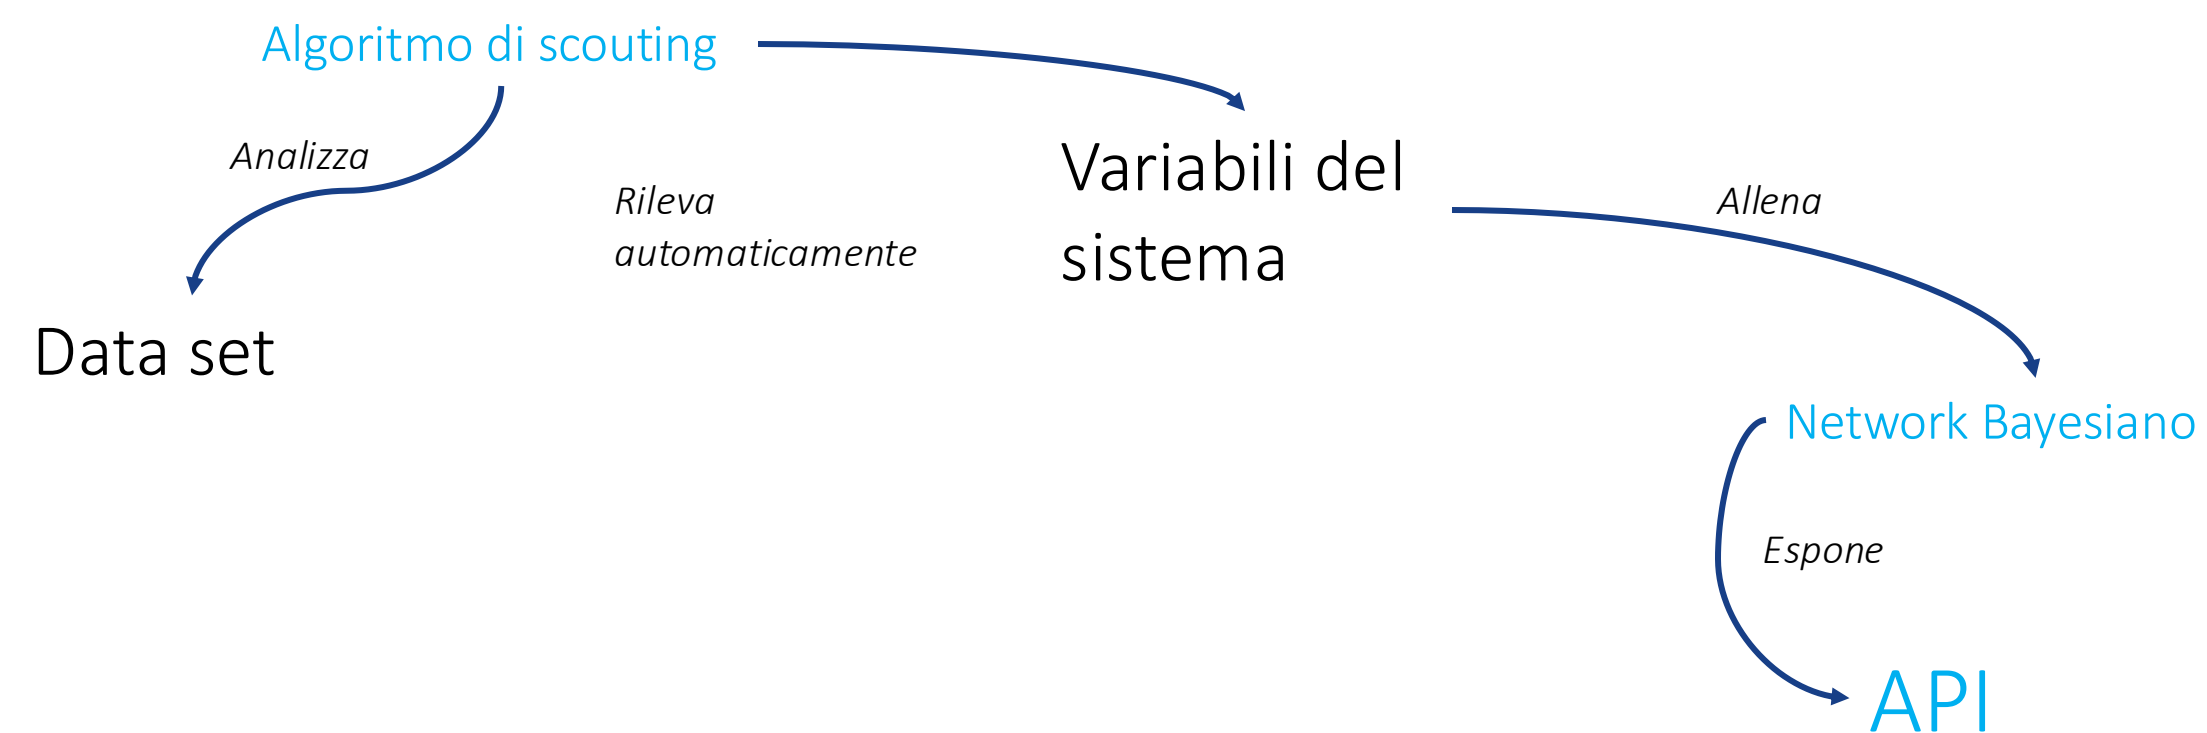 Algoritmo di scouting
Analizza
Rileva
automaticamente
Variabili del
sistema
Allena
Data set
Network Bayesiano
Espone
API